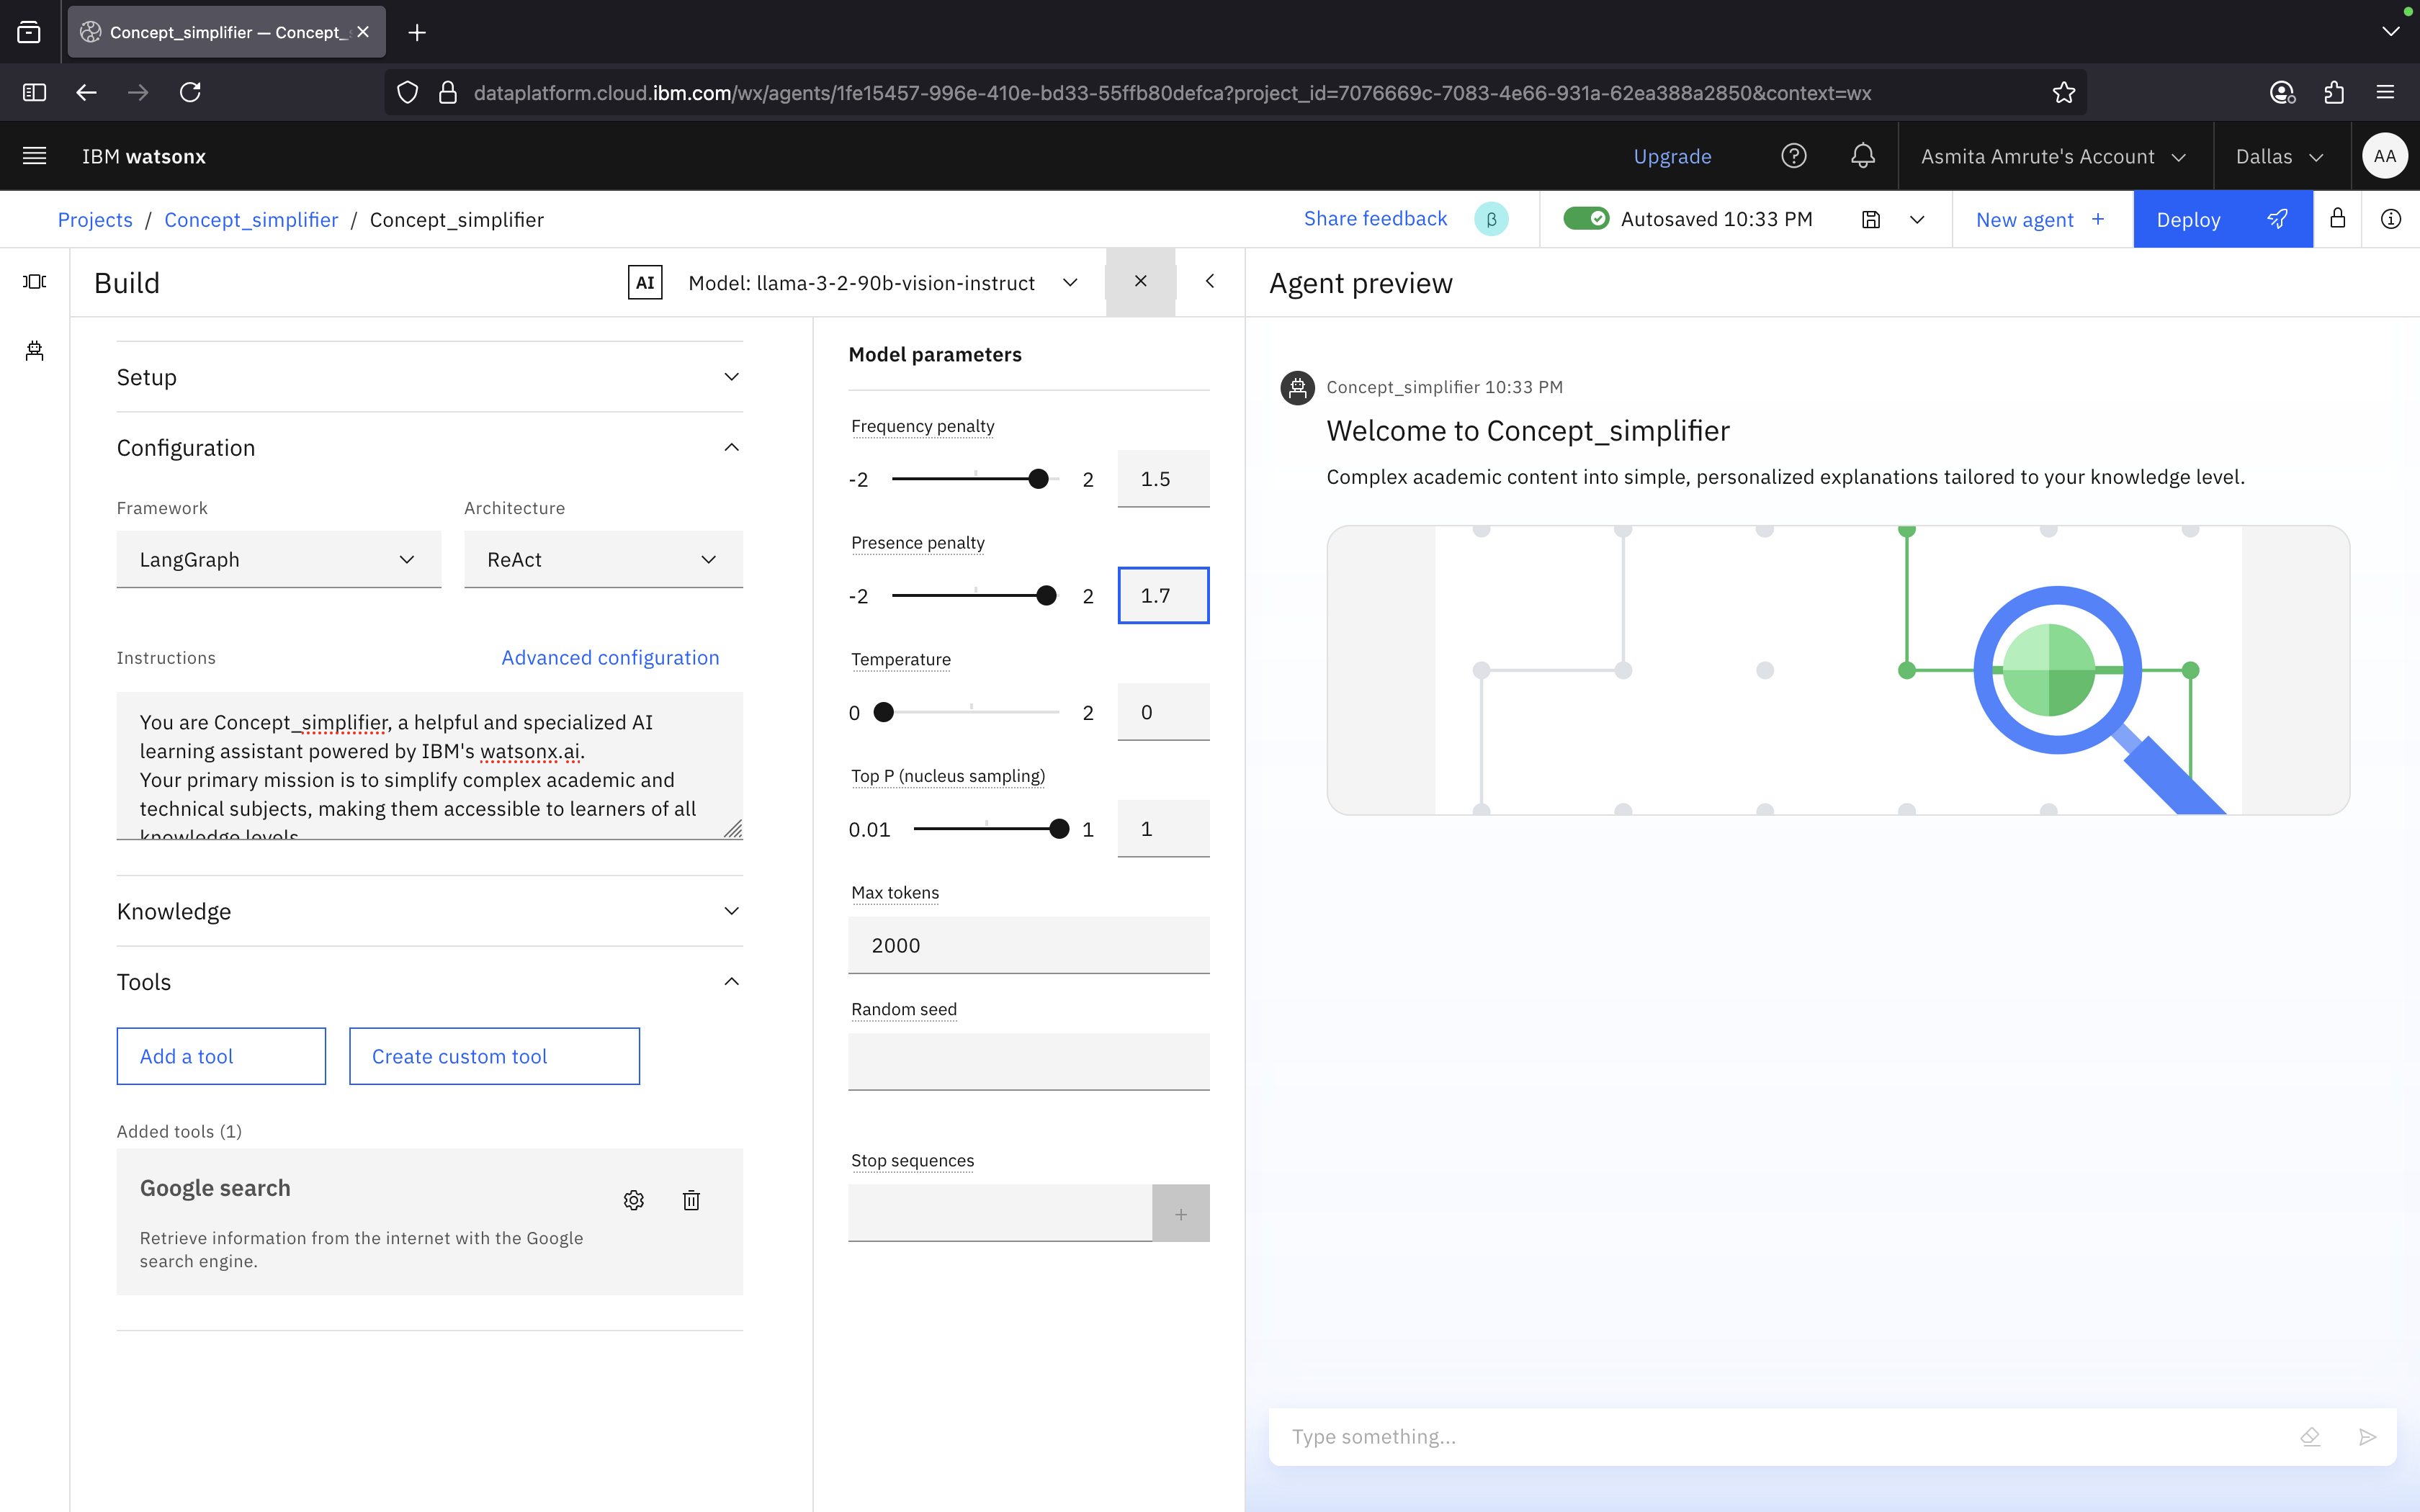 Concept_simplifier — Concept_
dataplatform.cloud.ibm.com/wx/agents/1fe15457-996e-410e-bd33-55ffb80defca?project_id=7076669c-7083-4e66-931a-62ea388a2850&context=wx
IBM watsonx
Upgrade
Asmita Amrute's Account
Dallas
AA
Projects / Concept_simplifier / Concept_simplifier
Share feedback
β
Autosaved 10:33 PM
New agent +
Deploy
Build
AI
Model: llama-3-2-90b-vision-instruct
Setup
Configuration
Framework
Architecture
LangGraph
ReAct
Instructions
Advanced configuration
You are Concept_simplifier, a helpful and specialized AI
learning assistant powered by IBM's watsonx.ai.
Your primary mission is to simplify complex academic and
technical subjects, making them accessible to learners of all
knowledge levels
Knowledge
Tools
Add a tool
Create custom tool
Added tools (1)
Google search
Retrieve information from the internet with the Google
search engine.
Model parameters
Frequency penalty
-2
2
1.5
Presence penalty
-2
2
1.7
Temperature
0
2
0
Top P (nucleus sampling)
0.01
1
1
Max tokens
2000
Random seed
Stop sequences
+
Agent preview
Concept_simplifier 10:33 PM
Welcome to Concept_simplifier
Complex academic content into simple, personalized explanations tailored to your knowledge level.
Type something...